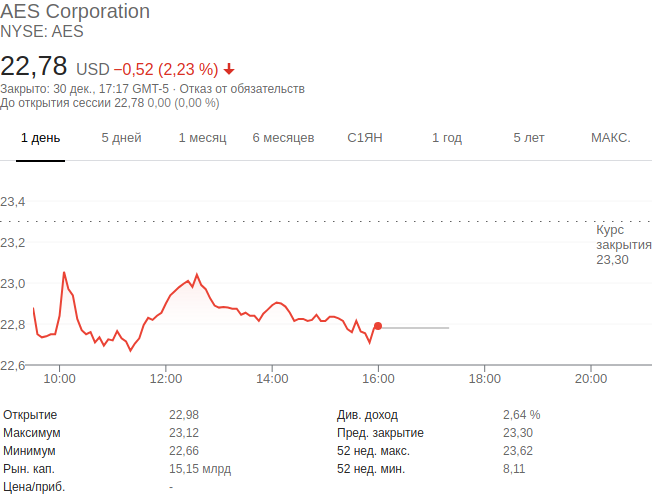 AES Corporation
NYSE: AES
22,78 USD −0,52 (2,23 %)
Закрыто: 30 дек., 17:17 GMT-5 · Отказ от обязательств
До открытия сессии 22,78 0,00 (0,00 %)
1 день 5 дней 1 месяц 6 месяцев С1ЯН 1 год 5 лет МАКС.
23,4
23,2
23,0
22,8
22,6
Курс
закрытия
23,30
10:00 12:00 14:00 16:00 18:00 20:00
Открытие 22,98 Див. доход 2,64 %
Максимум 23,12 Пред. закрытие 23,30
Минимум 22,66 52 нед. макс. 23,62
Рын. кап. 15,15 млрд 52 нед. мин. 8,11
Цена/приб. -